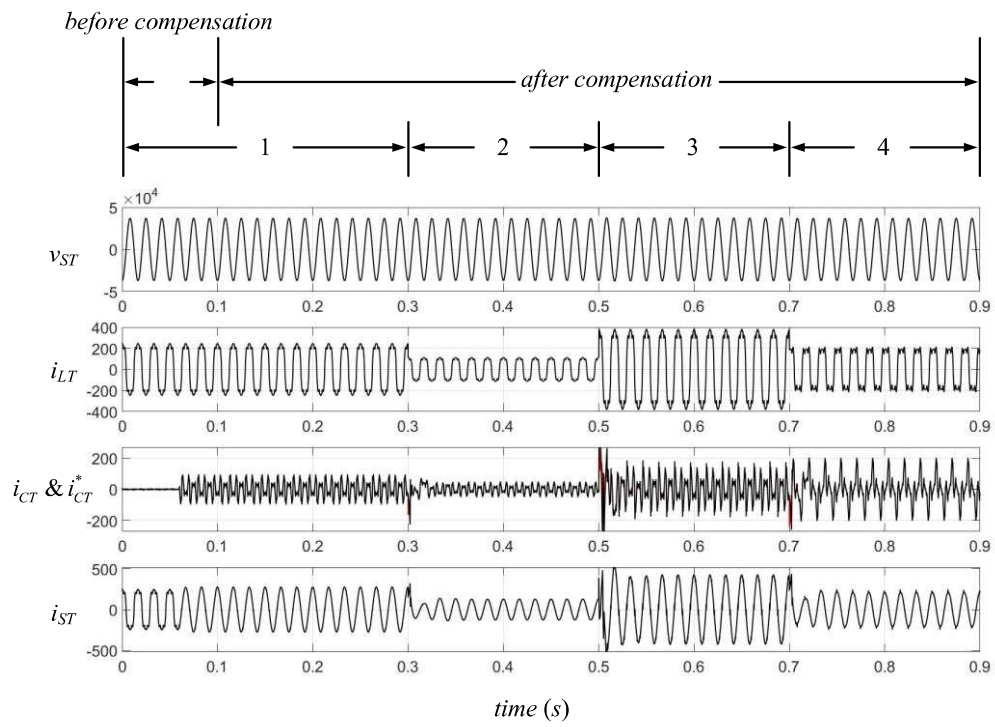 before compensation
after compensation
1 2 3 4
×10⁴
5
v_ST 0
-5
0 0.1 0.2 0.3 0.4 0.5 0.6 0.7 0.8 0.9
400
200
i_LT 0
-200
-400
0 0.1 0.2 0.3 0.4 0.5 0.6 0.7 0.8 0.9
200
i_CT & i*_CT 0
-200
0 0.1 0.2 0.3 0.4 0.5 0.6 0.7 0.8 0.9
500
i_ST 0
-500
0 0.1 0.2 0.3 0.4 0.5 0.6 0.7 0.8 0.9
time (s)